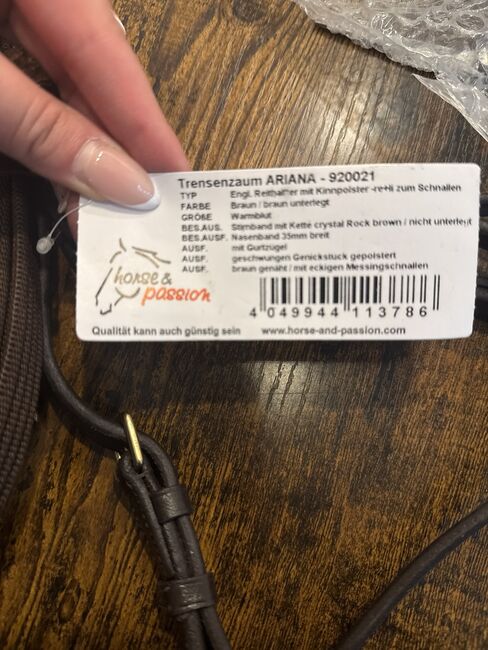 Trensenzaum ARIANA - 920021
TYP Engl. Reithalfter mit Kinnpolster -re+li zum Schnallen
FARBE Braun / braun unterlegt
GRÖßE Warmblut
BES.AUS. Stirnband mit Kette crystal Rock brown / nicht unterlegt
BES.AUSF. Nasenband 35mm breit
AUSF. mit Gurtzügel
AUSF. geschwungen Genickstück gepolstert
AUSF. braun genäht / mit eckigen Messingschnallen
horse &
passion
4 049944 113786
Qualität kann auch günstig sein www.horse-and-passion.com